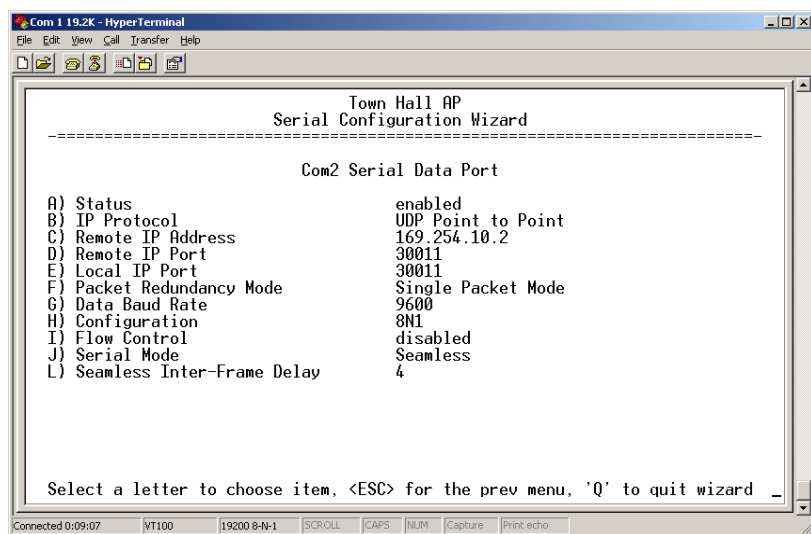 Com 1 19.2K - HyperTerminal
File Edit View Call Transfer Help
Town Hall AP
Serial Configuration Wizard
-==========================================================================-
Com2 Serial Data Port
A) Status enabled
B) IP Protocol UDP Point to Point
C) Remote IP Address 169.254.10.2
D) Remote IP Port 30011
E) Local IP Port 30011
F) Packet Redundancy Mode Single Packet Mode
G) Data Baud Rate 9600
H) Configuration 8N1
I) Flow Control disabled
J) Serial Mode Seamless
L) Seamless Inter-Frame Delay 4
Select a letter to choose item, <ESC> for the prev menu, 'Q' to quit wizard _
Connected 0:09:07 VT100 19200 8-N-1 SCROLL CAPS NUM Capture Print echo